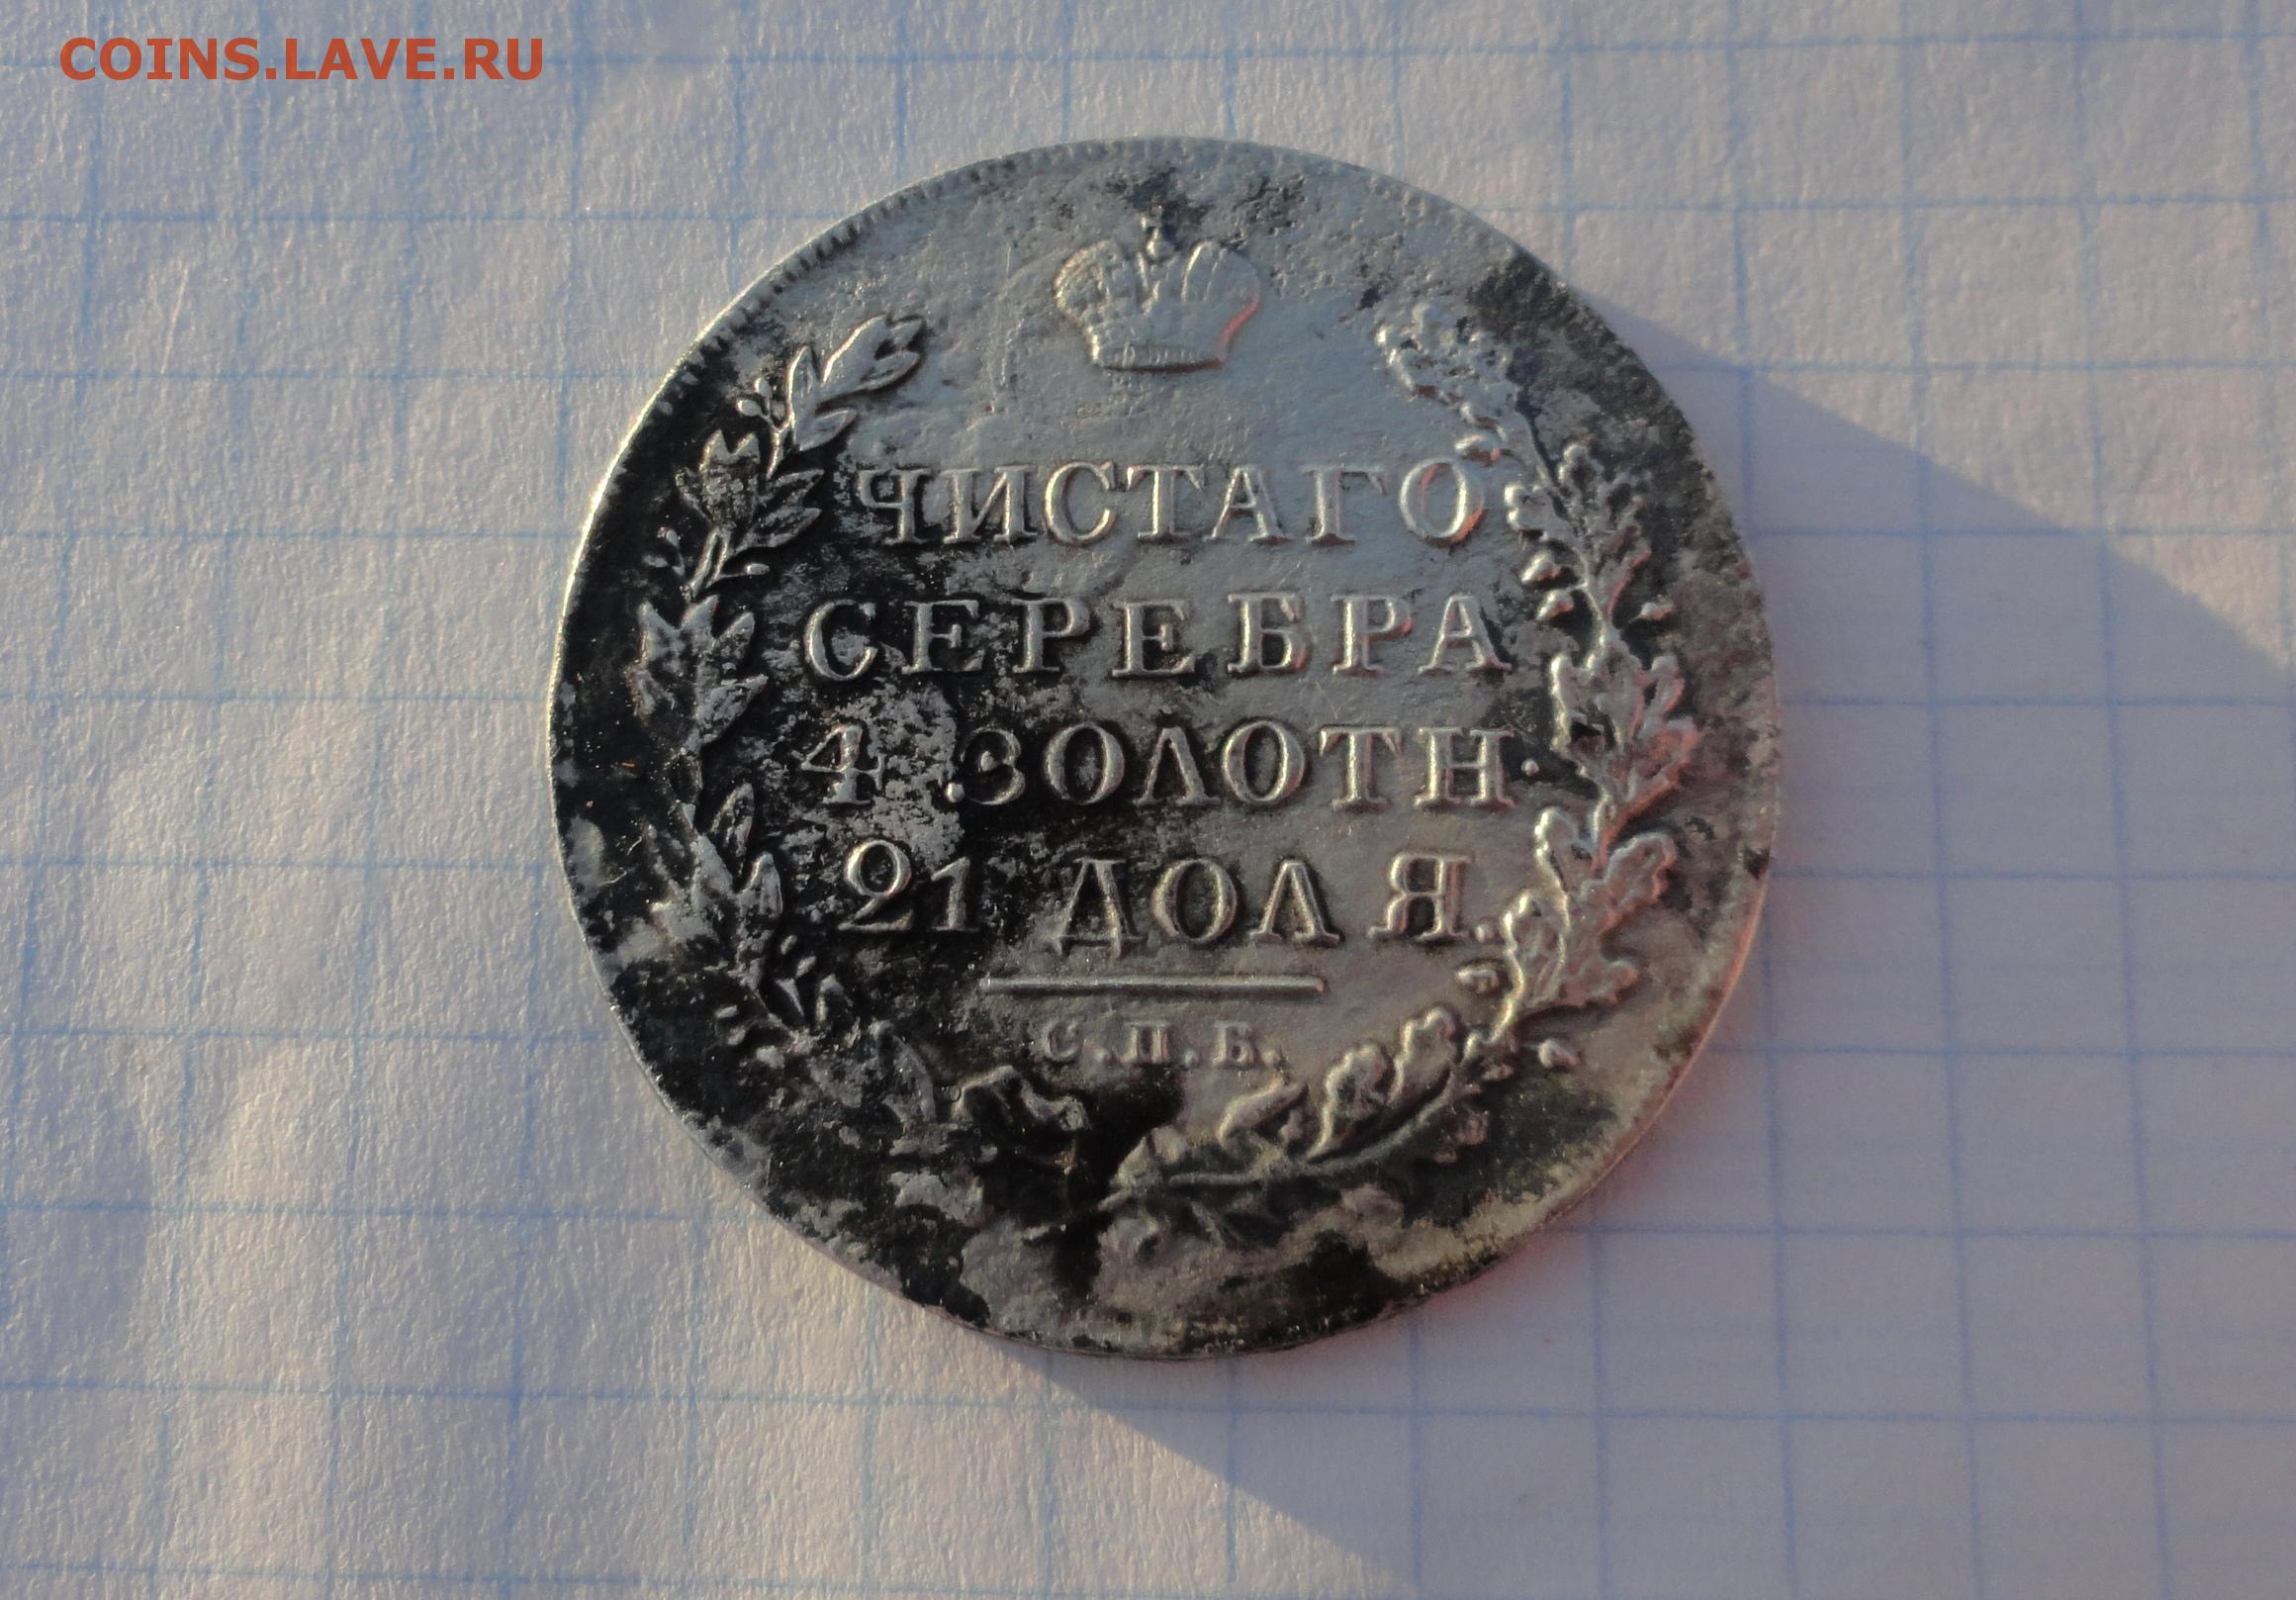 COINS.LAVE.RU
ЧИСТАГО
СЕРЕБРА
4 .ЗОЛОТН·
21 ДОЛЯ.
С.П.Б.